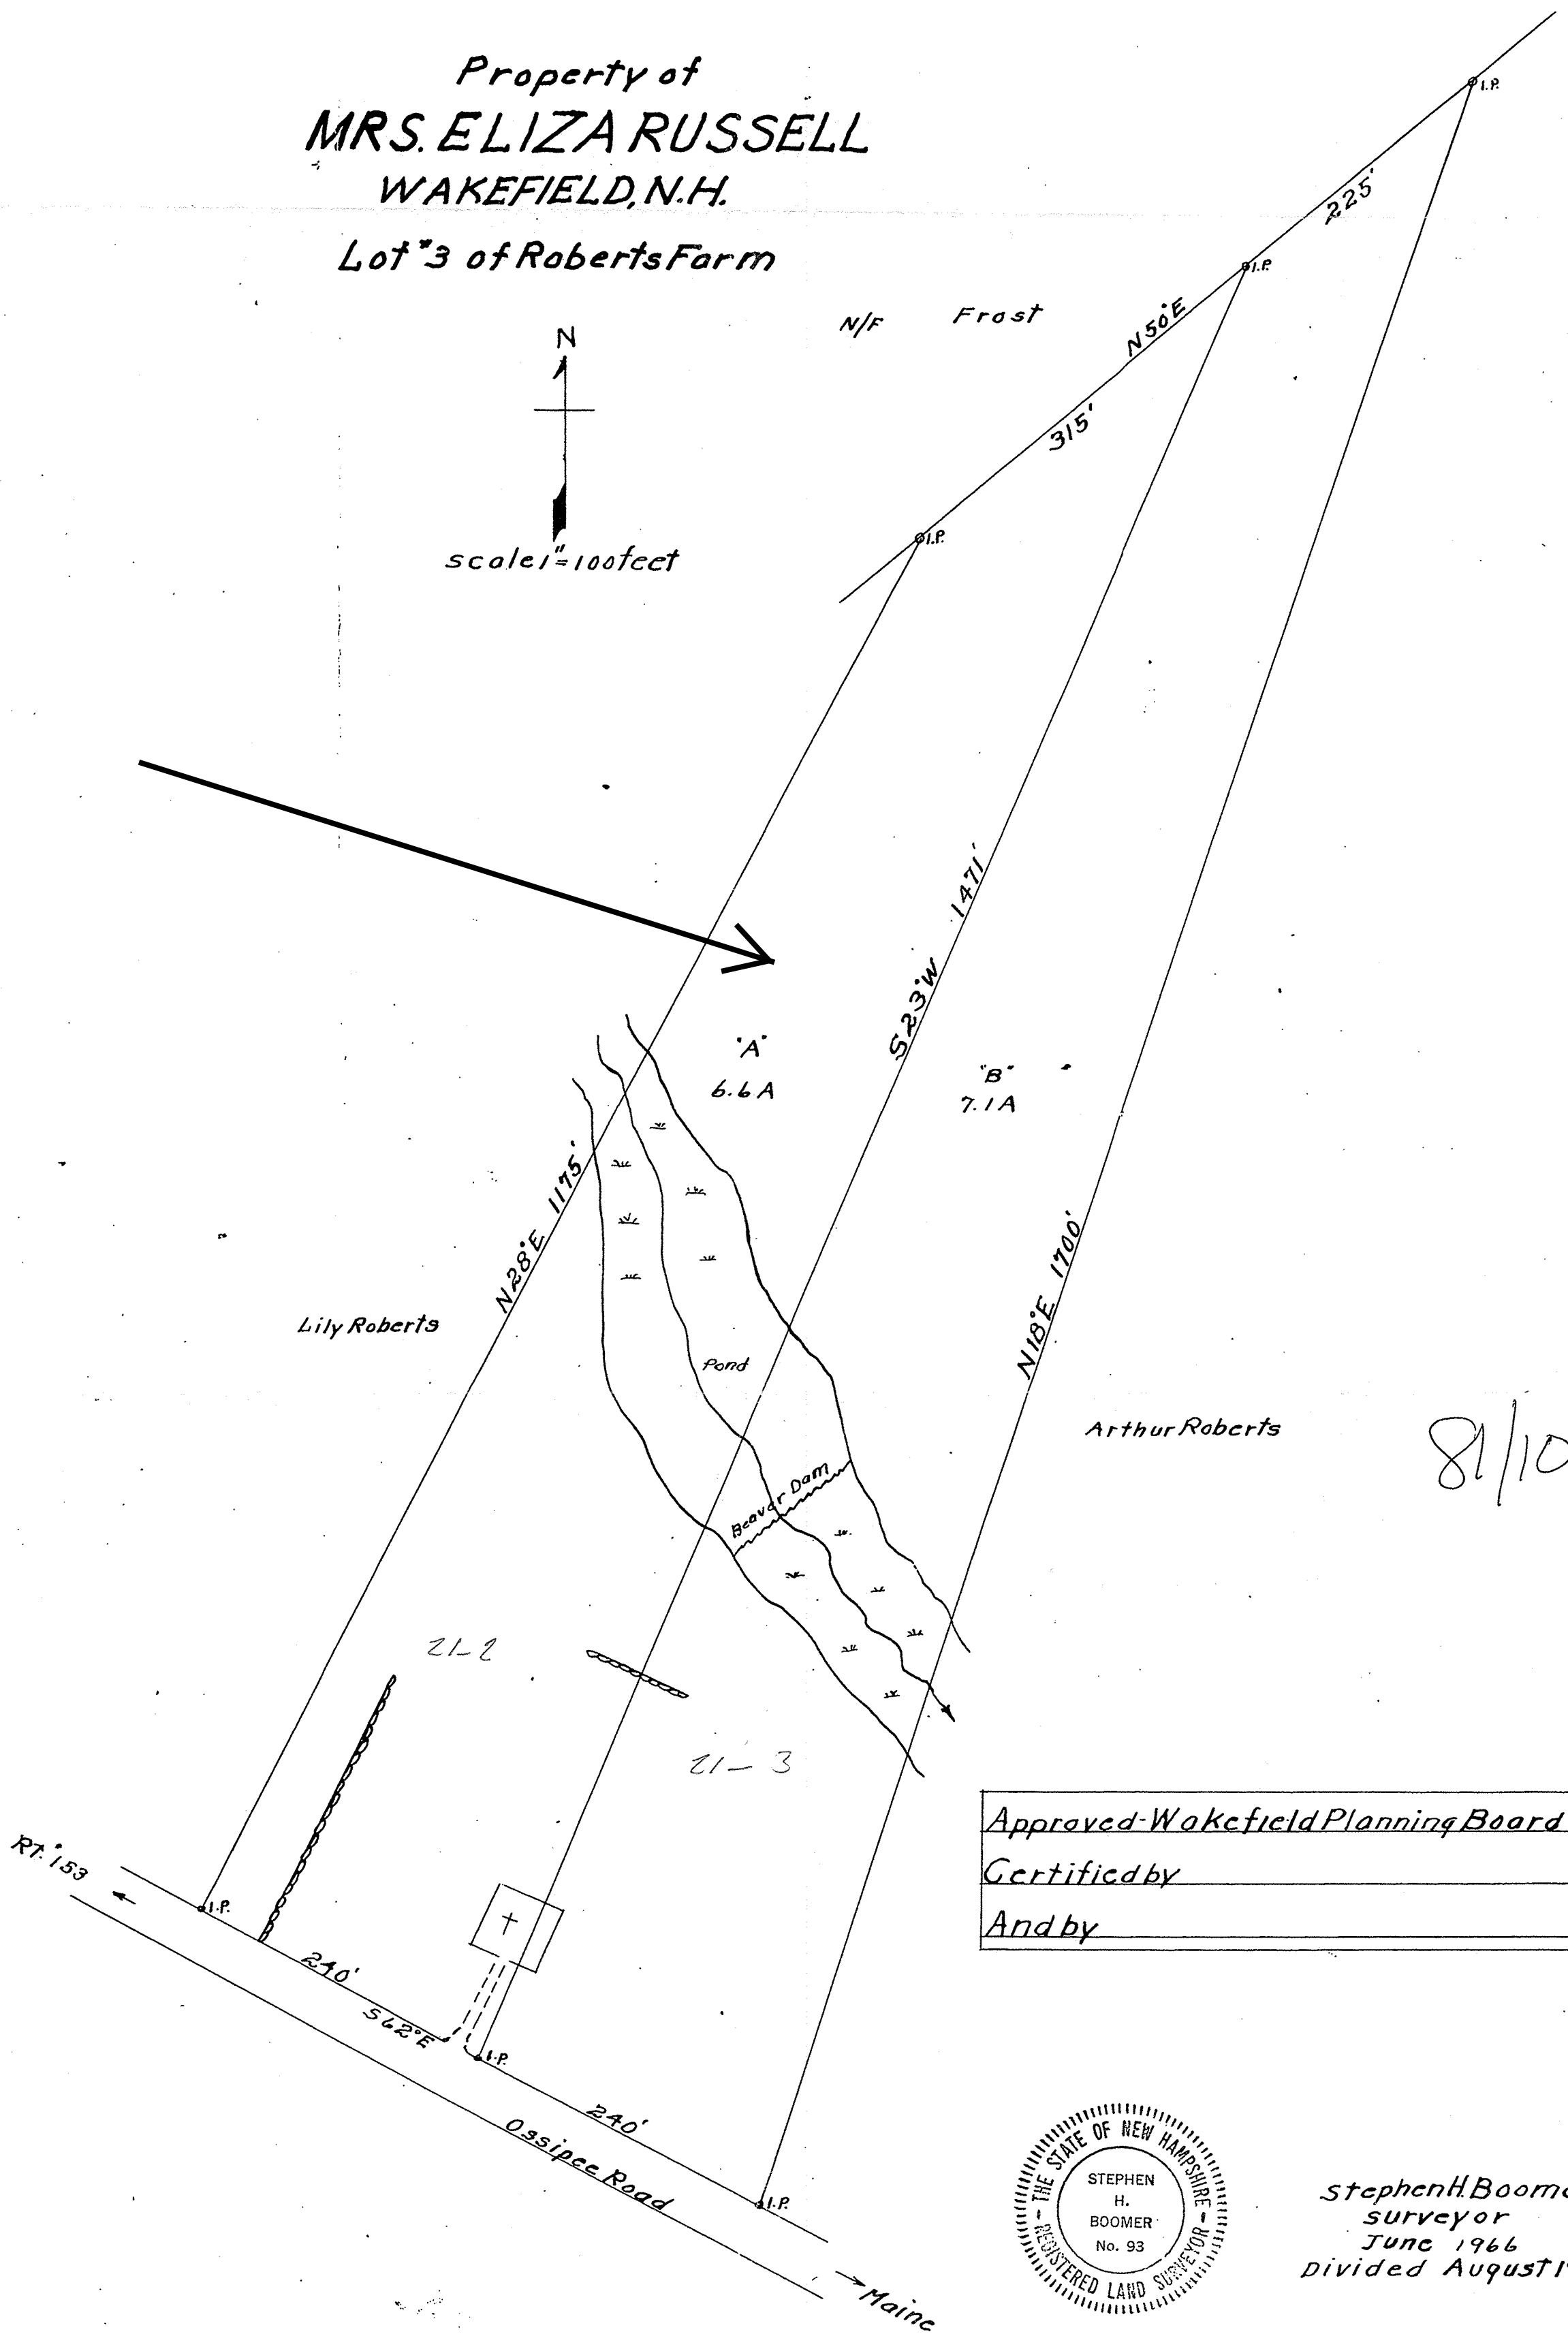 Property of
MRS. ELIZA RUSSELL
WAKEFIELD, N.H.
Lot #3 of Roberts Farm
N
scale 1"=100 feet
N/F Frost
I.P.
225'
I.P.
N50°E
315'
I.P.
S23°W 1471'
"A"
6.6 A
"B"
7.1 A
N28°E 1175'
N18°E 1700'
Lily Roberts
Pond
Arthur Roberts
81/10
Beaver Dam
21-2
21-3
RT. 153
I.P.
240'
S62°E
I.P.
240'
Ossipee Road
I.P.
Maine
Approved-Wakefield Planning Board
Certified by
And by
THE STATE OF NEW HAMPSHIRE
STEPHEN
H.
BOOMER
No. 93
REGISTERED LAND SURVEYOR
Stephen H. Boome
surveyor
June 1966
Divided August 1